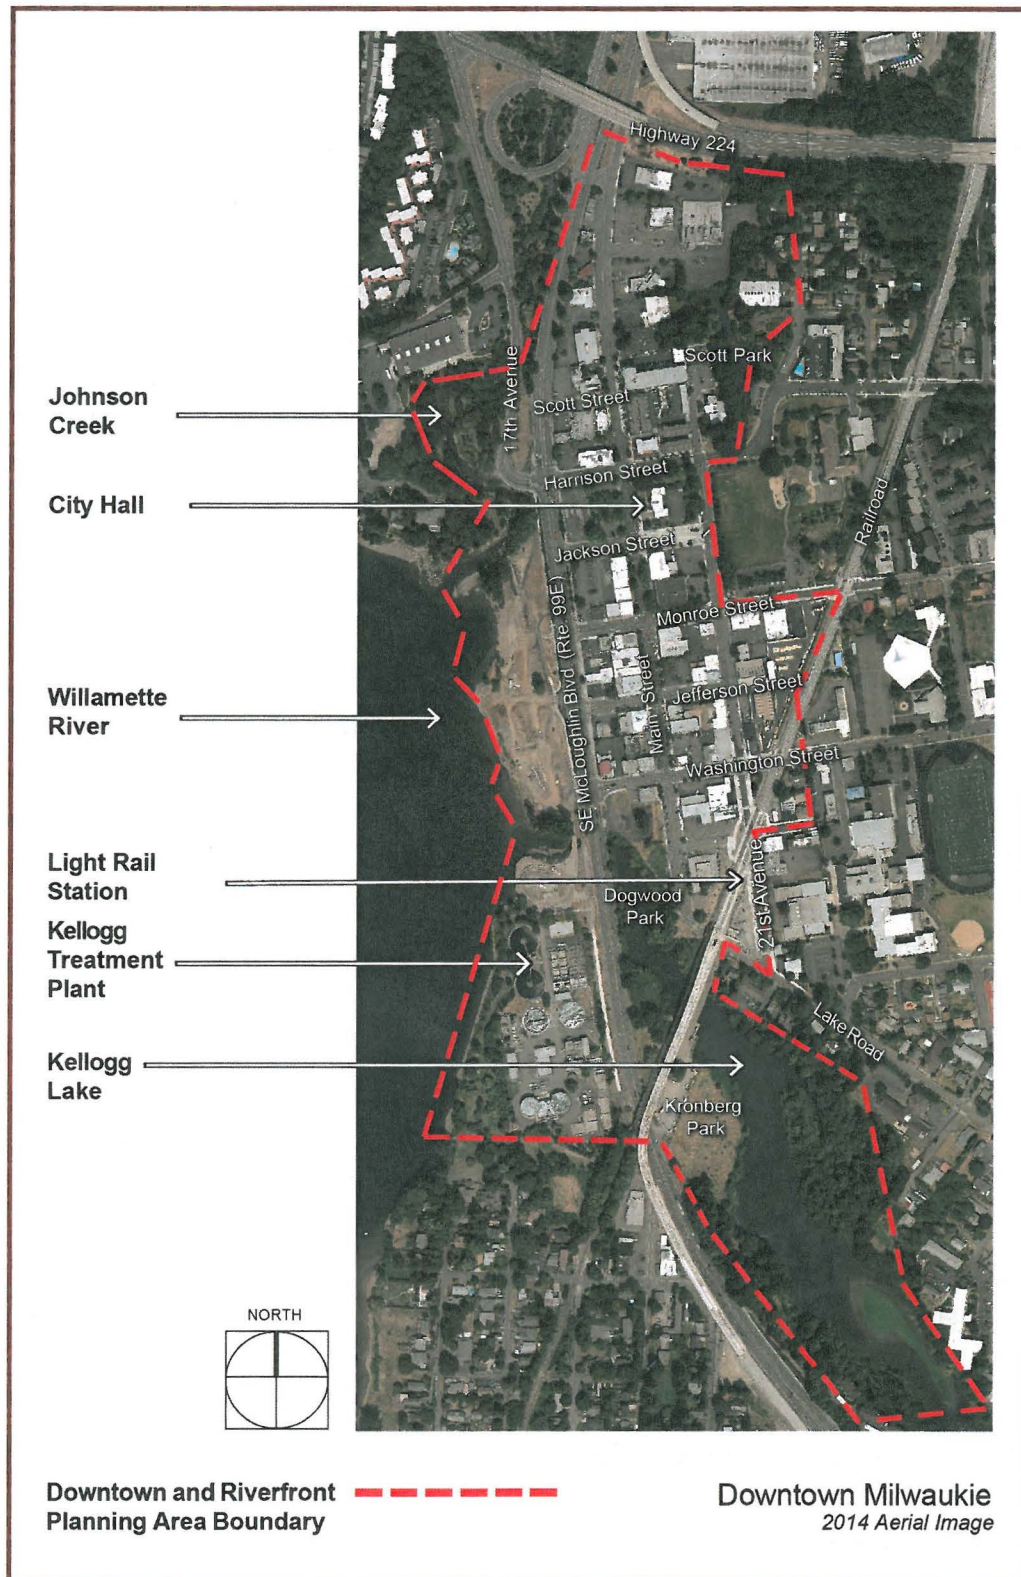 Highway 224
Scott Park
17th Avenue
Scott Street
Johnson
Creek
Harrison Street
City Hall
Railroad
Jackson Street
Monroe Street
SE McLoughlin Blvd (Rte. 99E)
Main Street
Jefferson Street
Willamette
River
Washington Street
Light Rail
Station
21st Avenue
Dogwood
Park
Kellogg
Treatment
Plant
Lake Road
Kellogg
Lake
Kronberg
Park
NORTH
Downtown and Riverfront
Planning Area Boundary
Downtown Milwaukie
2014 Aerial Image